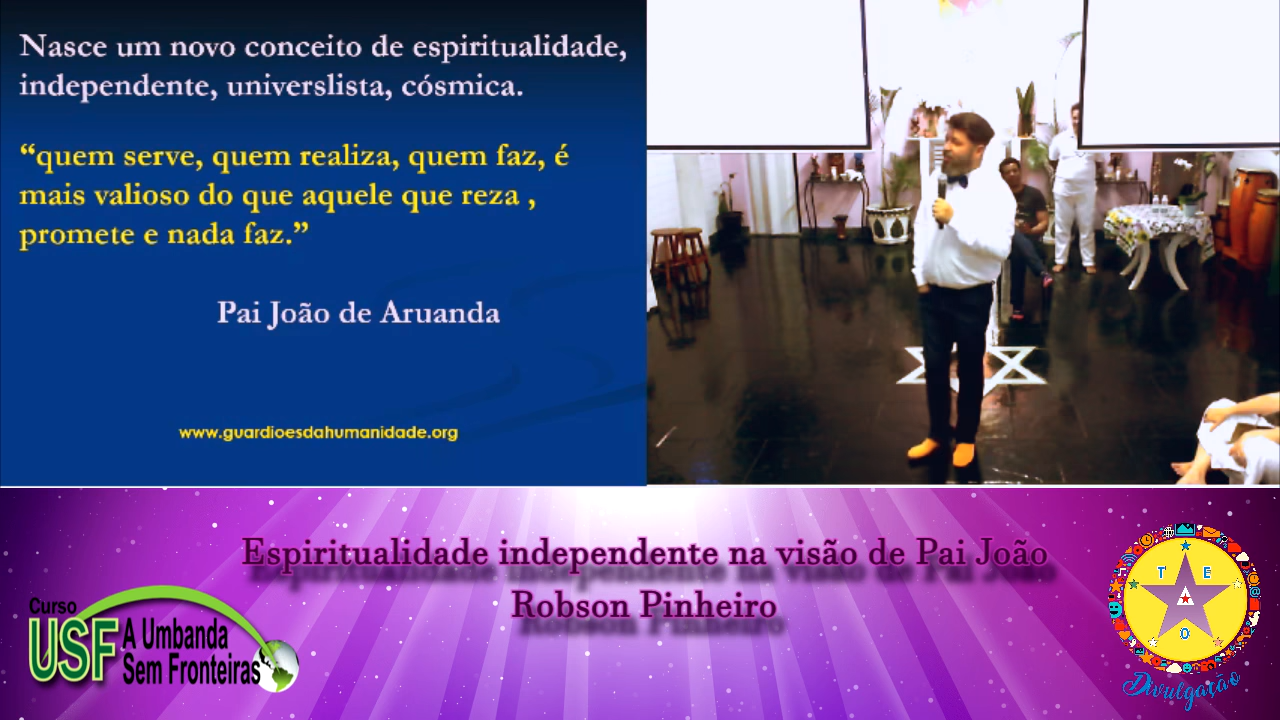 Nasce um novo conceito de espiritualidade,
independente, universlista, cósmica.
“quem serve, quem realiza, quem faz, é
mais valioso do que aquele que reza ,
promete e nada faz.”
Pai João de Aruanda
www.guardioesdahumanidade.org
Espiritualidade independente na visão de Pai João
Robson Pinheiro
Curso
USF A Umbanda
Sem Fronteiras
T E
A
O
Divulgação